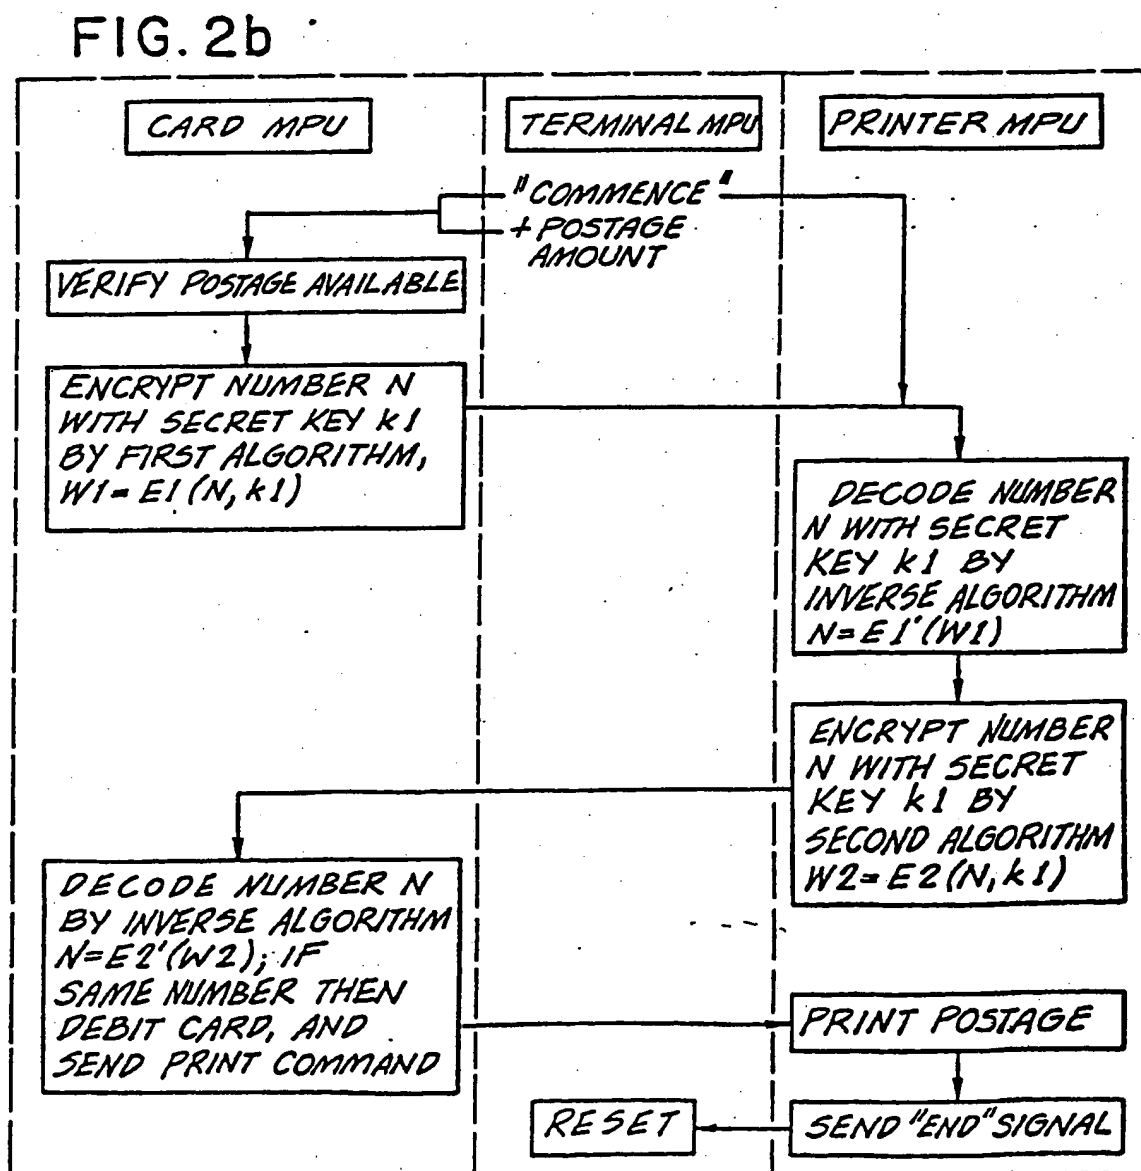 FIG. 2b
CARD MPU
TERMINAL MPU
PRINTER MPU
"COMMENCE"
+ POSTAGE
AMOUNT
VERIFY POSTAGE AVAILABLE
ENCRYPT NUMBER N
WITH SECRET KEY k1
BY FIRST ALGORITHM,
W1=E1(N,k1)
DECODE NUMBER
N WITH SECRET
KEY k1 BY
INVERSE ALGORITHM
N=E1'(W1)
ENCRYPT NUMBER
N WITH SECRET
KEY k1 BY
SECOND ALGORITHM
W2=E2(N,k1)
DECODE NUMBER N
BY INVERSE ALGORITHM
N=E2'(W2); IF
SAME NUMBER THEN
DEBIT CARD, AND
SEND PRINT COMMAND
PRINT POSTAGE
SEND "END" SIGNAL
RESET